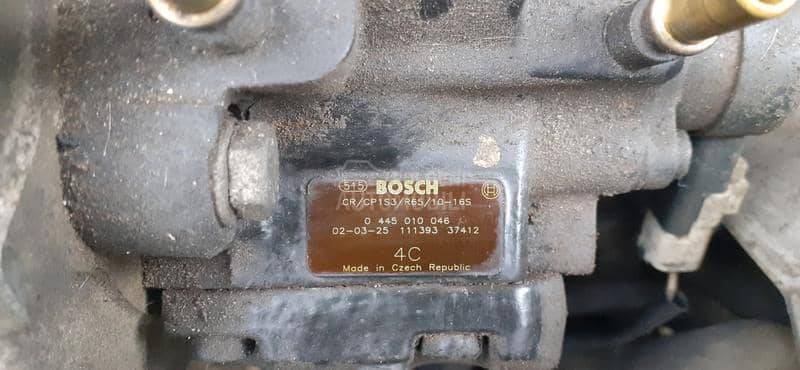 515 BOSCH
CR/CP1S3/R65/10-16S
0 445 010 046
02-03-25 111393 37412
4C
Made in Czech Republic